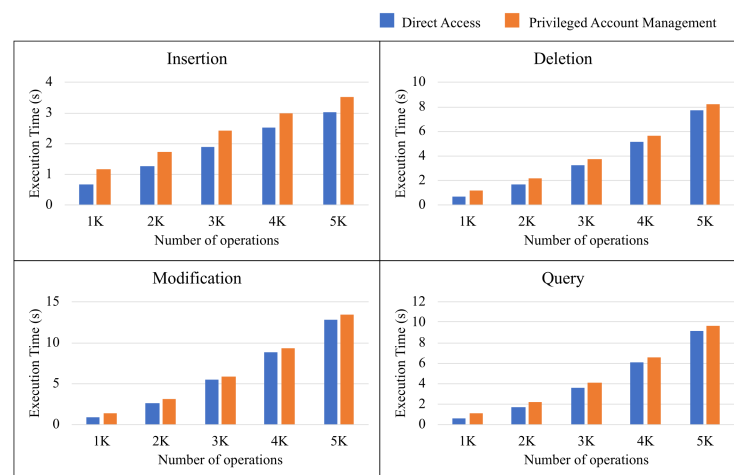 Direct Access Privileged Account Management
Insertion
Execution Time (s)
4
3
2
1
0
1K 2K 3K 4K 5K
Number of operations
Deletion
Execution Time (s)
10
8
6
4
2
0
1K 2K 3K 4K 5K
Number of operations
Modification
Execution Time (s)
15
10
5
0
1K 2K 3K 4K 5K
Number of operations
Query
Execution Time (s)
12
10
8
6
4
2
0
1K 2K 3K 4K 5K
Number of operations